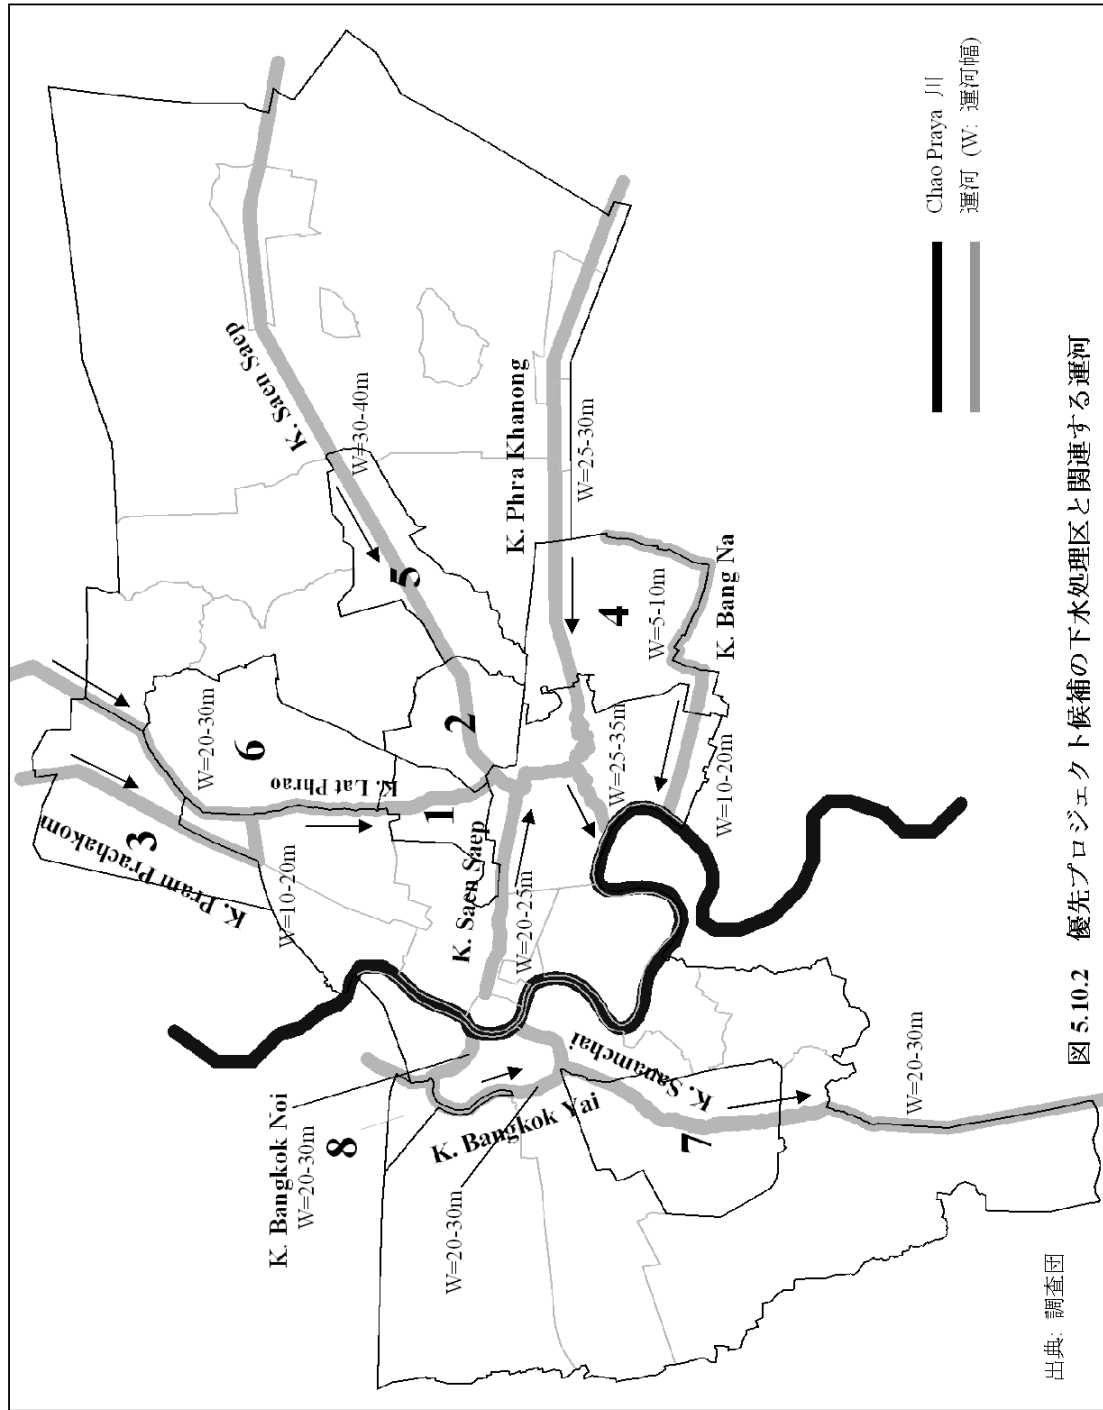 K. Saen Saep
W=30-40m
5
K. Phra Khanong
W=25-30m
4
W=5-10m
K. Bang Na
W=20-30m
6
K. Lat Phrao
2
W=25-35m
W=10-20m
3
K. Pram Prachakom
W=10-20m
1
K. Saen Saep
W=20-25m
K. Bangkok Noi
W=20-30m
8
K. Bangkok Yai
W=20-30m
K. Sanamchai
7
W=20-30m
Chao Praya 川
運河 (W: 運河幅)
出典: 調査団
図 5.10.2 優先プロジェクト候補の下水処理区と関連する運河